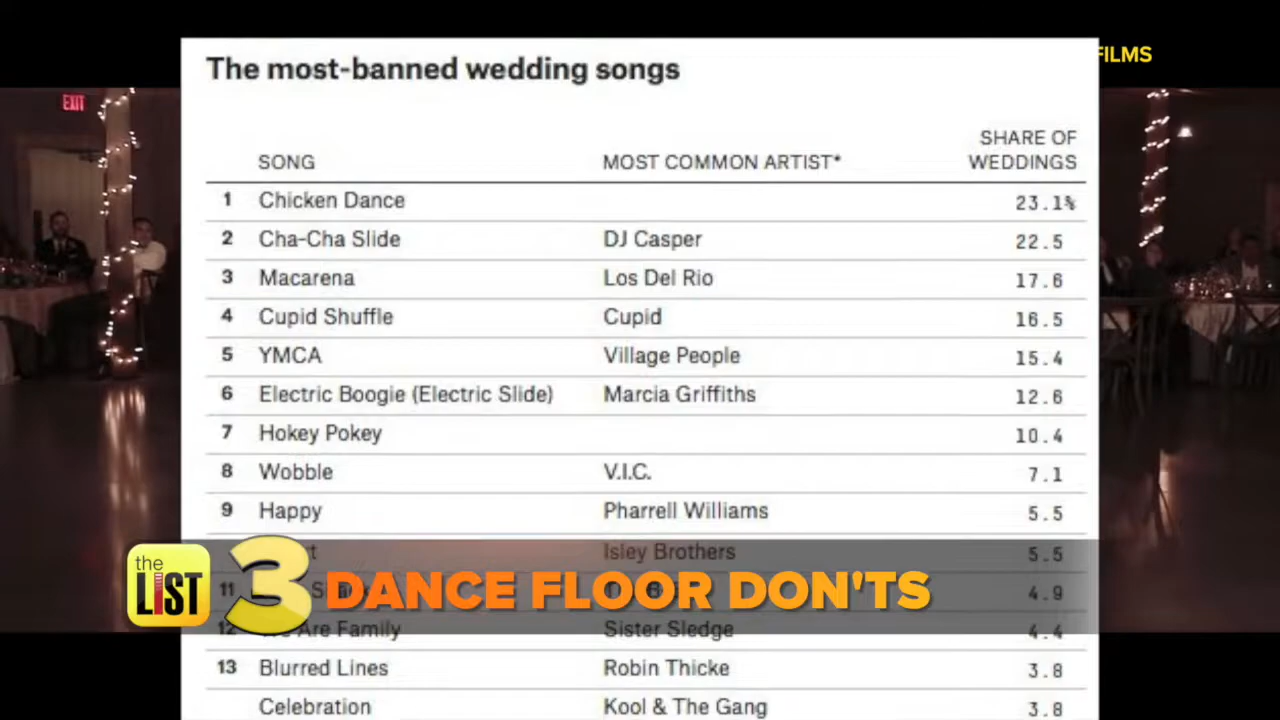 FILMS
The most-banned wedding songs
EXIT
SHARE OF
SONG MOST COMMON ARTIST* WEDDINGS
1 Chicken Dance 23.1%
2 Cha-Cha Slide DJ Casper 22.5
3 Macarena Los Del Rio 17.6
4 Cupid Shuffle Cupid 16.5
5 YMCA Village People 15.4
6 Electric Boogie (Electric Slide) Marcia Griffiths 12.6
7 Hokey Pokey 10.4
8 Wobble V.I.C. 7.1
9 Happy Pharrell Williams 5.5
Isley Brothers 5.5
the LIST 3 DANCE FLOOR DON'TS
11 4.9
12 Are Family Sister Sledge 4.4
13 Blurred Lines Robin Thicke 3.8
Celebration Kool & The Gang 3.8